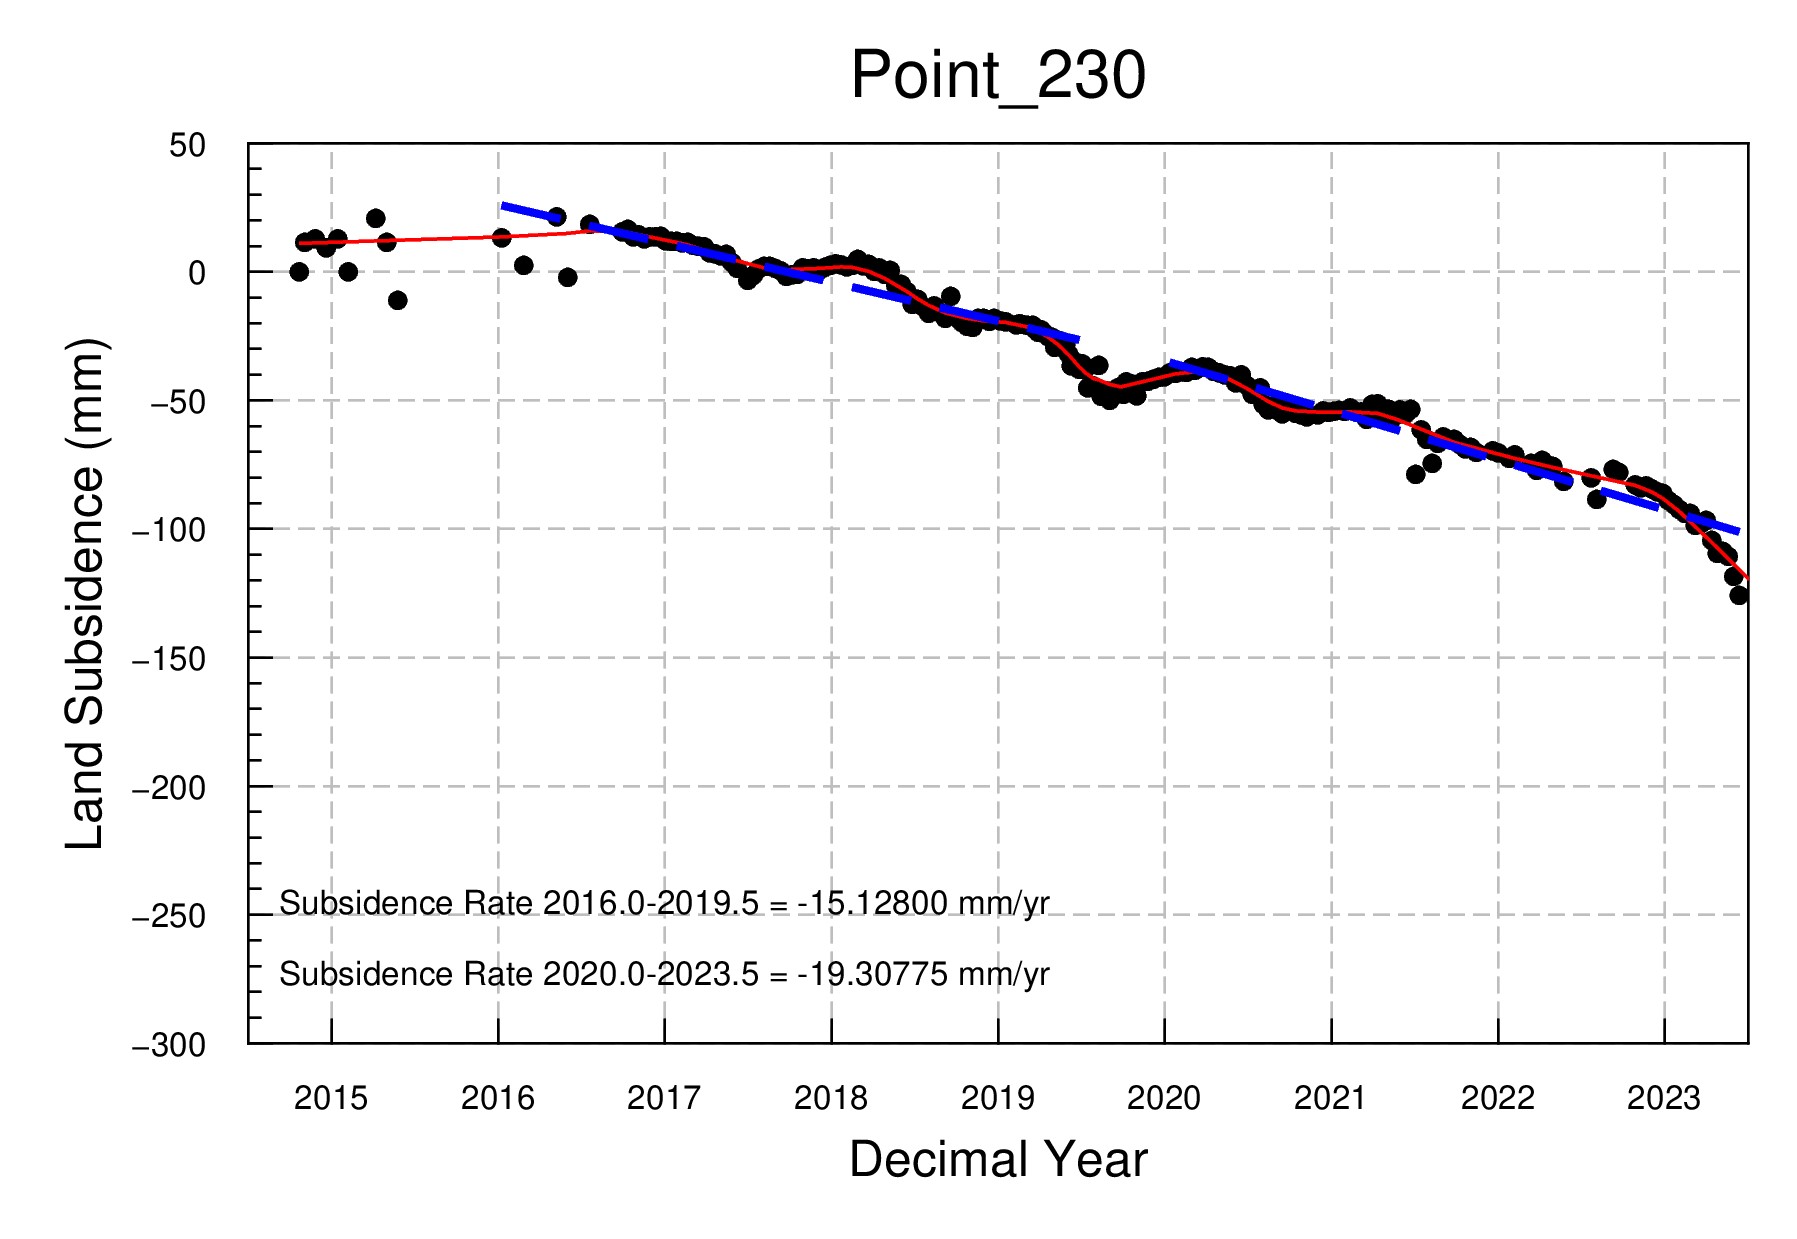 Point_230
50
0
−50
−100
−150
−200
−250
−300
Land Subsidence (mm)
Subsidence Rate 2016.0-2019.5 = -15.12800 mm/yr
Subsidence Rate 2020.0-2023.5 = -19.30775 mm/yr
2015 2016 2017 2018 2019 2020 2021 2022 2023
Decimal Year